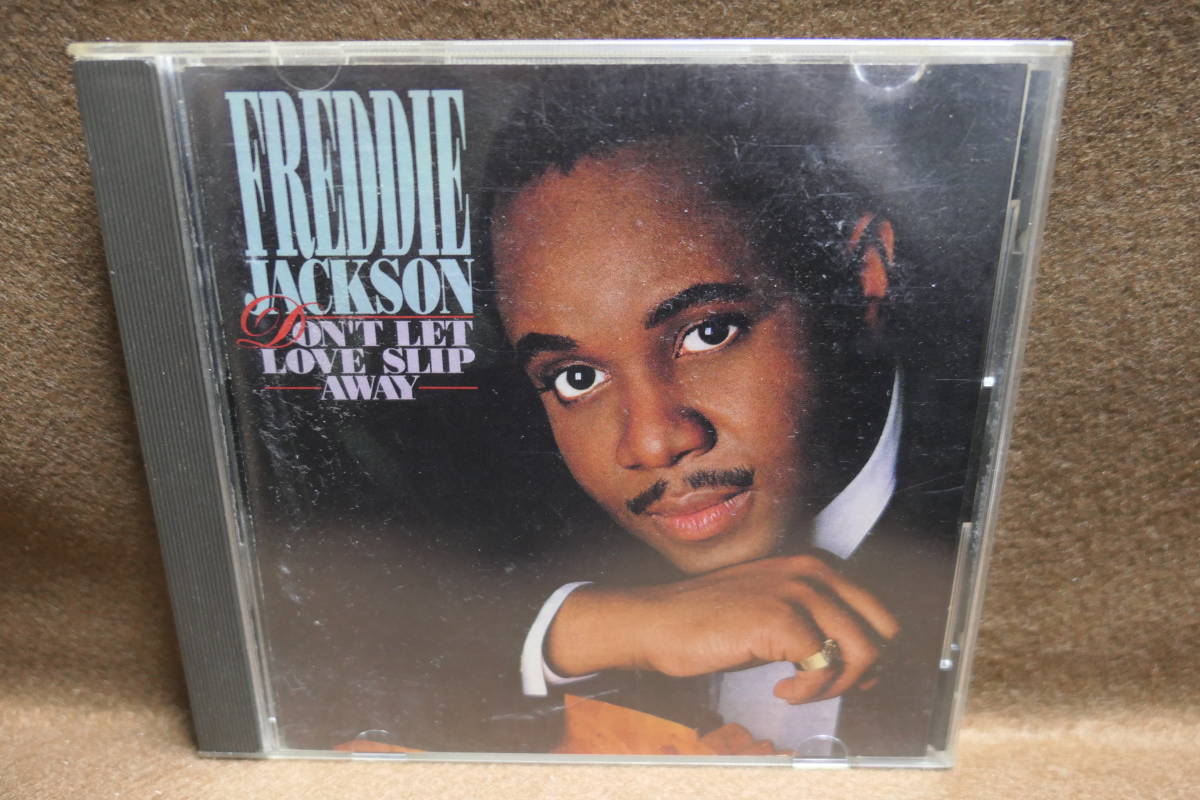 FREDDIE
JACKSON
DON'T LET
LOVE SLIP
AWAY